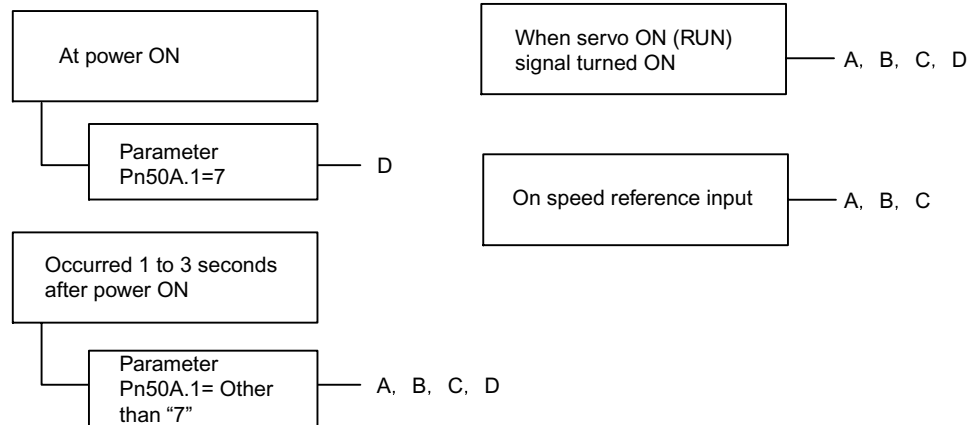 At power ON
Parameter
Pn50A.1=7
D
Occurred 1 to 3 seconds
after power ON
Parameter
Pn50A.1= Other
than “7”
A, B, C, D
When servo ON (RUN)
signal turned ON
A, B, C, D
On speed reference input
A, B, C